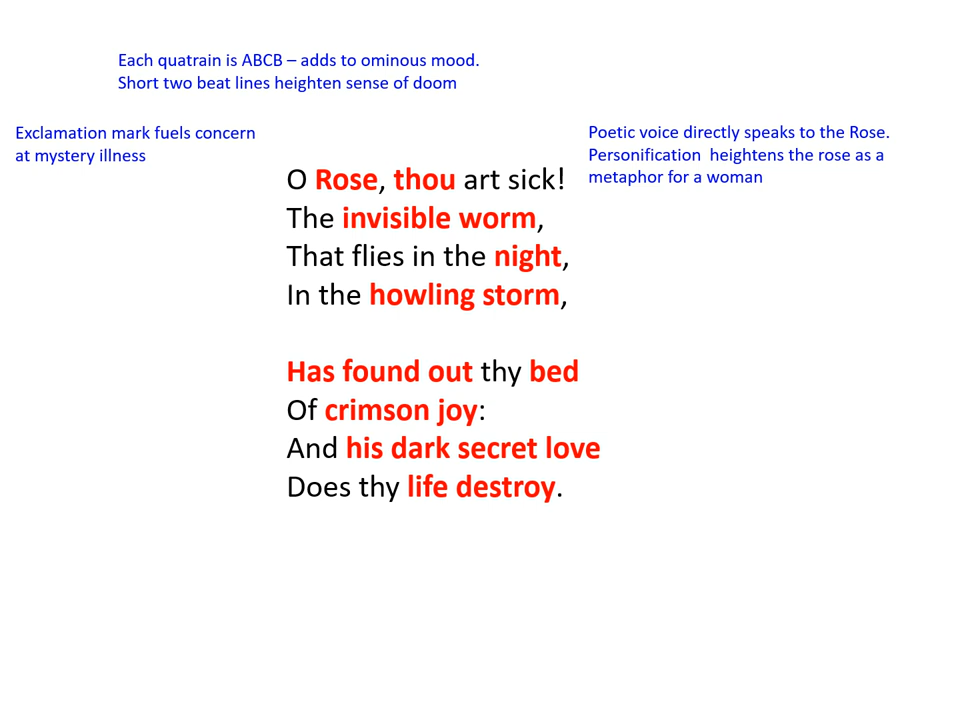 Each quatrain is ABCB – adds to ominous mood.
Short two beat lines heighten sense of doom
Exclamation mark fuels concern
at mystery illness
Poetic voice directly speaks to the Rose.
Personification  heightens the rose as a
metaphor for a woman
O Rose, thou art sick!
The invisible worm,
That flies in the night,
In the howling storm,
Has found out thy bed
Of crimson joy:
And his dark secret love
Does thy life destroy.